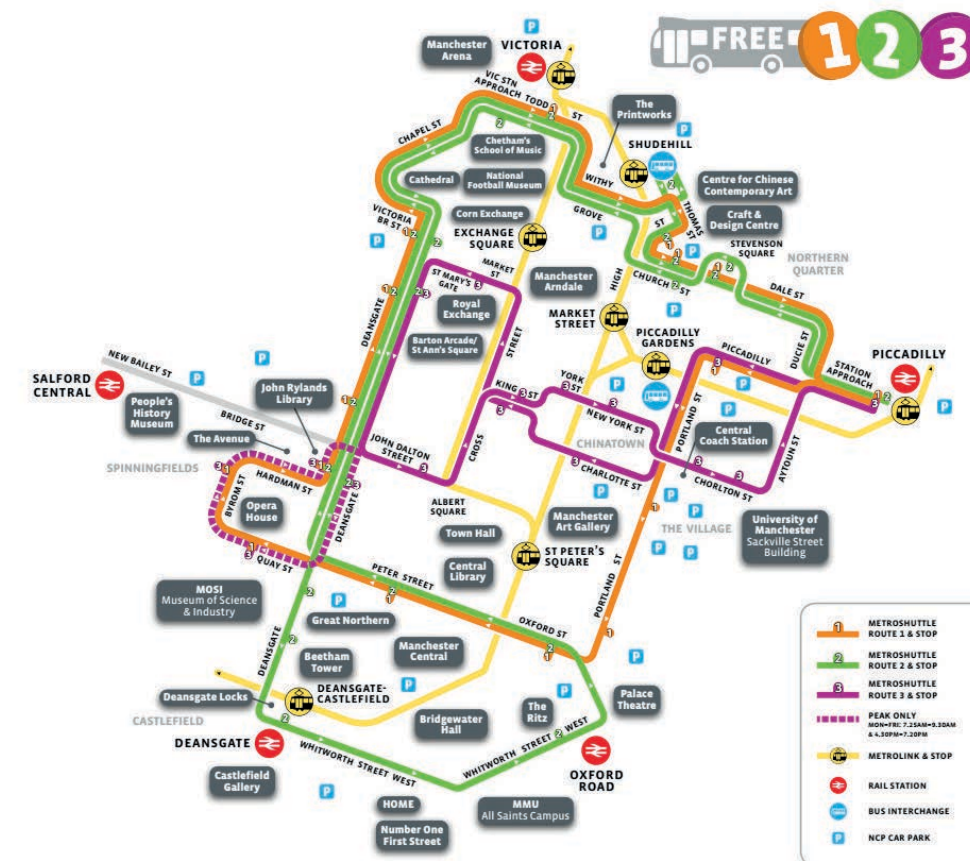 FREE 1 2 3
Manchester
Arena
VICTORIA
VIC STN
APPROACH
TODD ST
The
Printworks
SHUDEHILL
CHAPEL ST
Chetham's
School of Music
Cathedral
National
Football Museum
WITHY
GROVE
Centre for Chinese
Contemporary Art
THOMAS ST
Craft &
Design Centre
STEVENSON
SQUARE
NORTHERN
QUARTER
VICTORIA
BR ST
Corn Exchange
EXCHANGE
SQUARE
MARKET
ST
ST MARY'S
GATE
Royal
Exchange
Manchester
Arndale
HIGH
ST
CHURCH ST
DALE ST
DUCIE ST
STATION
APPROACH
PICCADILLY
DEANSGATE
Barton Arcade/
St Ann's Square
STREET
MARKET
STREET
PICCADILLY
GARDENS
PICCADILLY
NEW BAILEY ST
SALFORD
CENTRAL
People's
History
Museum
BRIDGE ST
John Rylands
Library
The Avenue
SPINNINGFIELDS
KING ST
YORK
ST
NEW YORK ST
CHINATOWN
PORTLAND ST
Central
Coach Station
AYTOUN ST
JOHN DALTON
STREET
CROSS
CHARLOTTE ST
CHORLTON ST
HARDMAN ST
BYROM ST
Opera
House
DEANSGATE
QUAY ST
ALBERT
SQUARE
Town Hall
Manchester
Art Gallery
THE VILLAGE
University of
Manchester
Sackville Street
Building
Central
Library
ST PETER'S
SQUARE
PORTLAND ST
MOSI
Museum of Science
& Industry
PETER STREET
Great Northern
OXFORD ST
Manchester
Central
DEANSGATE
Beetham
Tower
Deansgate Locks
DEANSGATE-
CASTLEFIELD
CASTLEFIELD
Bridgewater
Hall
The
Ritz
Palace
Theatre
DEANSGATE
WHITWORTH STREET WEST
WHITWORTH STREET WEST
OXFORD
ROAD
Castlefield
Gallery
HOME
Number One
First Street
MMU
All Saints Campus
1 METROSHUTTLE
ROUTE 1 & STOP
2 METROSHUTTLE
ROUTE 2 & STOP
3 METROSHUTTLE
ROUTE 3 & STOP
PEAK ONLY
MON-FRI: 7.25AM-9.30AM
& 4.30PM-7.20PM
METROLINK & STOP
RAIL STATION
BUS INTERCHANGE
P NCP CAR PARK